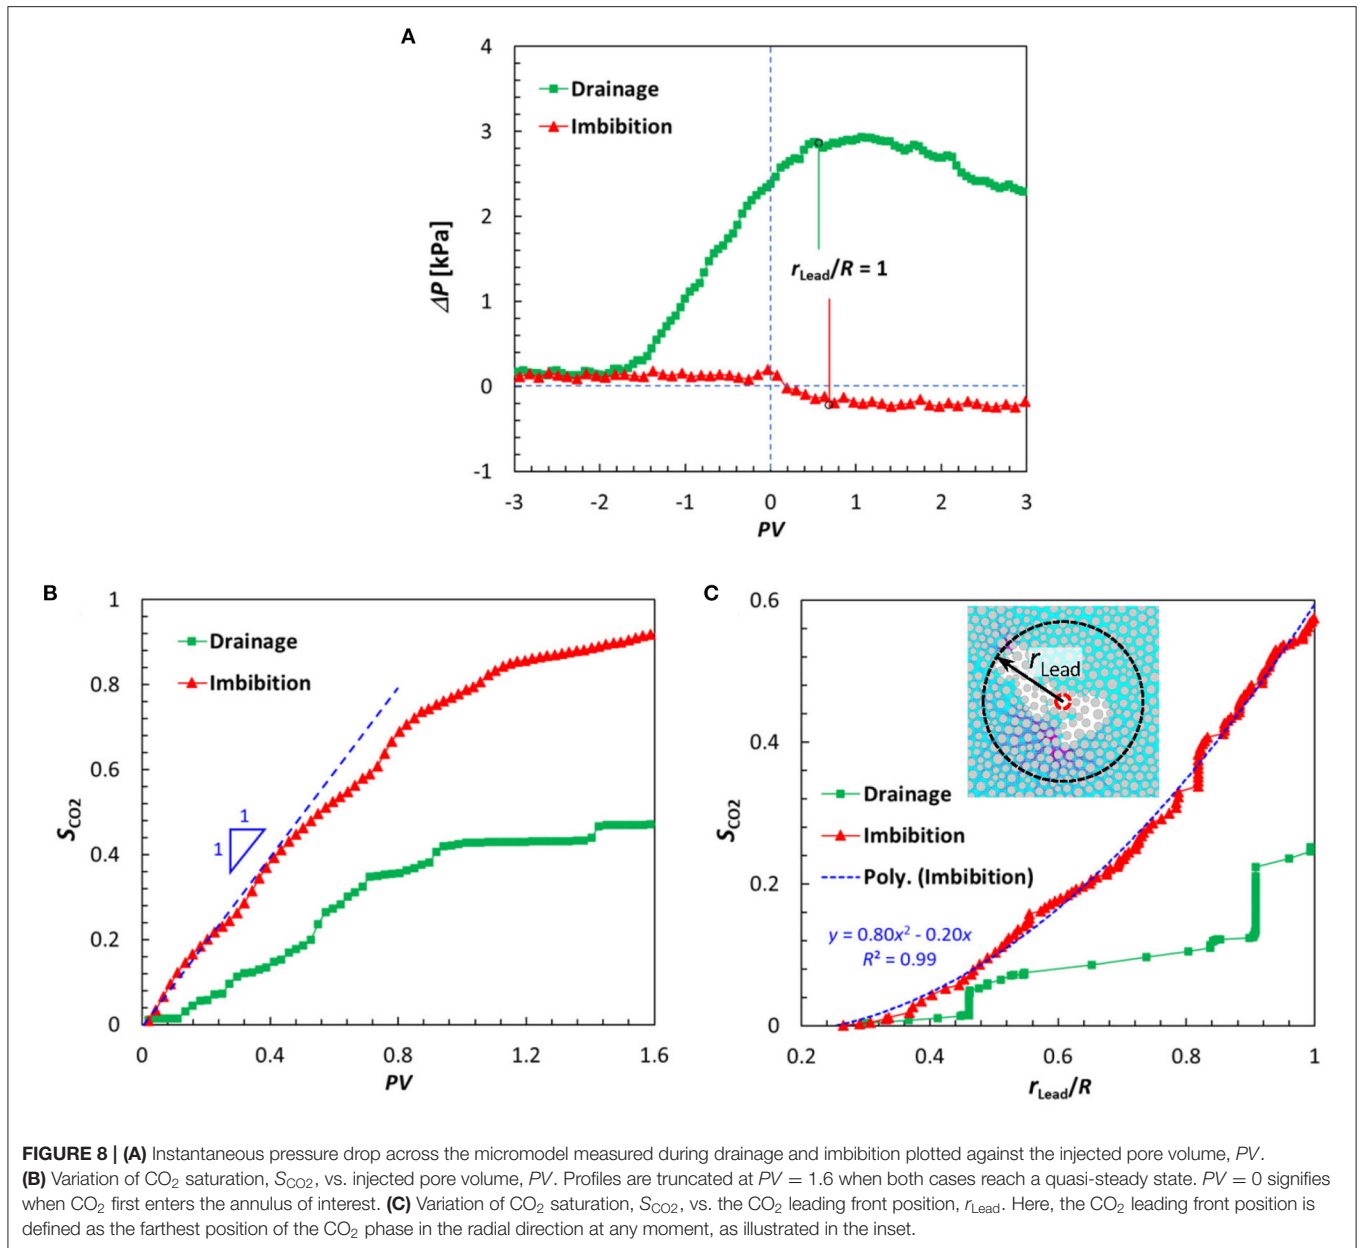 A
4
3
2
1
0
-1
ΔP [kPa]
Drainage
Imbibition
r_Lead/R = 1
-3 -2 -1 0 1 2 3
PV
B
1
0.8
0.6
0.4
0.2
0
S_CO2
Drainage
Imbibition
1
1
0 0.4 0.8 1.2 1.6
PV
C
0.6
0.4
0.2
0
S_CO2
r_Lead
Drainage
Imbibition
Poly. (Imbibition)
y = 0.80x² - 0.20x
R² = 0.99
0.2 0.4 0.6 0.8 1
r_Lead/R
FIGURE 8 | (A) Instantaneous pressure drop across the micromodel measured during drainage and imbibition plotted against the injected pore volume, PV.
(B) Variation of CO₂ saturation, S_CO2, vs. injected pore volume, PV. Profiles are truncated at PV = 1.6 when both cases reach a quasi-steady state. PV = 0 signifies
when CO₂ first enters the annulus of interest. (C) Variation of CO₂ saturation, S_CO2, vs. the CO₂ leading front position, r_Lead. Here, the CO₂ leading front position is
defined as the farthest position of the CO₂ phase in the radial direction at any moment, as illustrated in the inset.